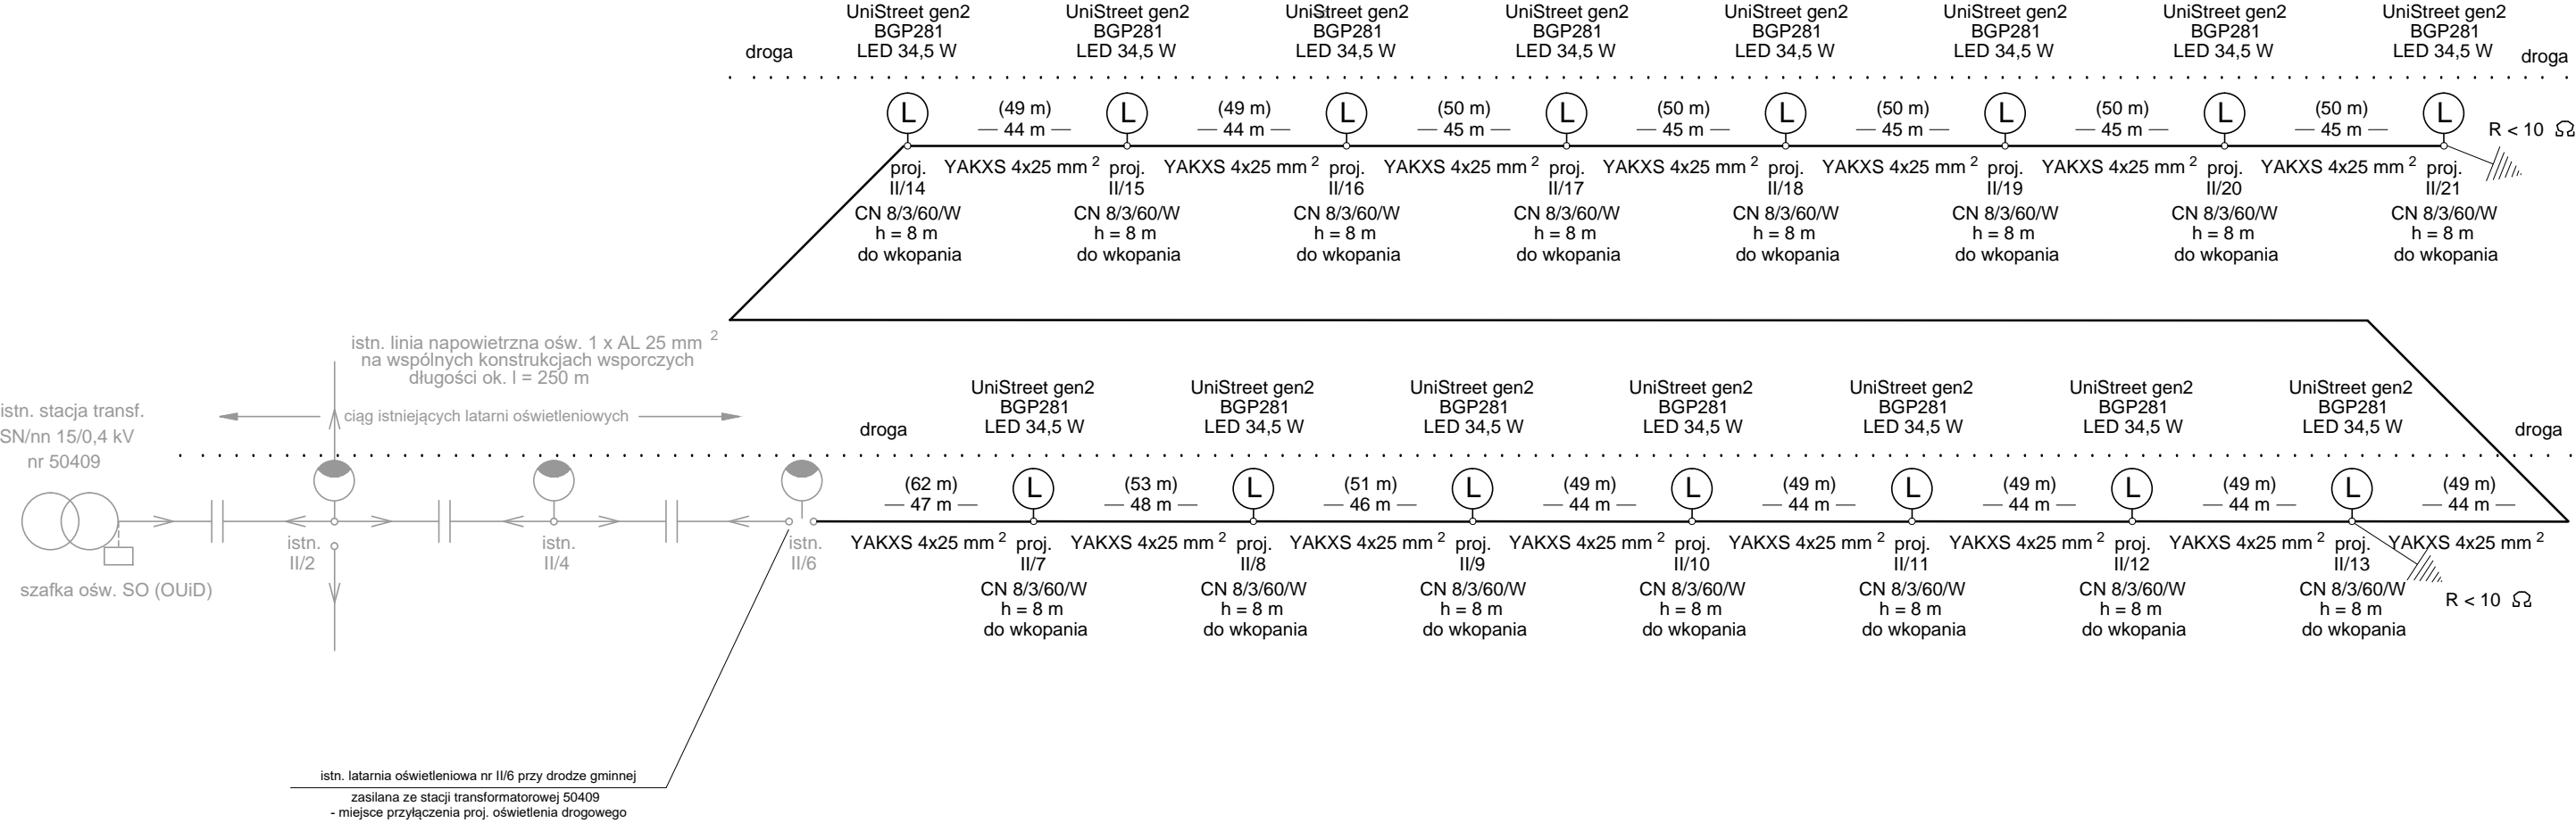 UniStreet gen2 UniStreet gen2 UniStreet gen2 UniStreet gen2 UniStreet gen2 UniStreet gen2 UniStreet gen2 UniStreet gen2
BGP281 BGP281 BGP281 BGP281 BGP281 BGP281 BGP281 BGP281
droga LED 34,5 W LED 34,5 W LED 34,5 W LED 34,5 W LED 34,5 W LED 34,5 W LED 34,5 W LED 34,5 W droga
L (49 m) L (49 m) L (50 m) L (50 m) L (50 m) L (50 m) L (50 m) L
44 m 44 m 45 m 45 m 45 m 45 m 45 m R < 10 Ω
YAKXS 4x25 mm 2 YAKXS 4x25 mm 2 YAKXS 4x25 mm 2 YAKXS 4x25 mm 2 YAKXS 4x25 mm 2 YAKXS 4x25 mm 2 YAKXS 4x25 mm 2
proj. proj. proj. proj. proj. proj. proj. proj.
II/14 II/15 II/16 II/17 II/18 II/19 II/20 II/21
CN 8/3/60/W CN 8/3/60/W CN 8/3/60/W CN 8/3/60/W CN 8/3/60/W CN 8/3/60/W CN 8/3/60/W CN 8/3/60/W
h = 8 m h = 8 m h = 8 m h = 8 m h = 8 m h = 8 m h = 8 m h = 8 m
do wkopania do wkopania do wkopania do wkopania do wkopania do wkopania do wkopania do wkopania
istn. linia napowietrzna ośw. 1 x AL 25 mm 2
na wspólnych konstrukcjach wsporczych
długości ok. l = 250 m
ciąg istniejących latarni oświetleniowych
istn. stacja transf.
SN/nn 15/0,4 kV
nr 50409
szafka ośw. SO (OUiD)
istn. istn. istn.
II/2 II/4 II/6
UniStreet gen2 UniStreet gen2 UniStreet gen2 UniStreet gen2 UniStreet gen2 UniStreet gen2 UniStreet gen2
BGP281 BGP281 BGP281 BGP281 BGP281 BGP281 BGP281
droga LED 34,5 W LED 34,5 W LED 34,5 W LED 34,5 W LED 34,5 W LED 34,5 W LED 34,5 W droga
(62 m) L (53 m) L (51 m) L (49 m) L (49 m) L (49 m) L (49 m) L (49 m)
47 m 48 m 46 m 44 m 44 m 44 m 44 m 44 m
YAKXS 4x25 mm 2 proj. YAKXS 4x25 mm 2 proj. YAKXS 4x25 mm 2 proj. YAKXS 4x25 mm 2 proj. YAKXS 4x25 mm 2 proj. YAKXS 4x25 mm 2 proj. YAKXS 4x25 mm 2 proj. YAKXS 4x25 mm 2
II/7 II/8 II/9 II/10 II/11 II/12 II/13
CN 8/3/60/W CN 8/3/60/W CN 8/3/60/W CN 8/3/60/W CN 8/3/60/W CN 8/3/60/W CN 8/3/60/W R < 10 Ω
h = 8 m h = 8 m h = 8 m h = 8 m h = 8 m h = 8 m h = 8 m
do wkopania do wkopania do wkopania do wkopania do wkopania do wkopania do wkopania
istn. latarnia oświetleniowa nr II/6 przy drodze gminnej
zasilana ze stacji transformatorowej 50409
- miejsce przyłączenia proj. oświetlenia drogowego